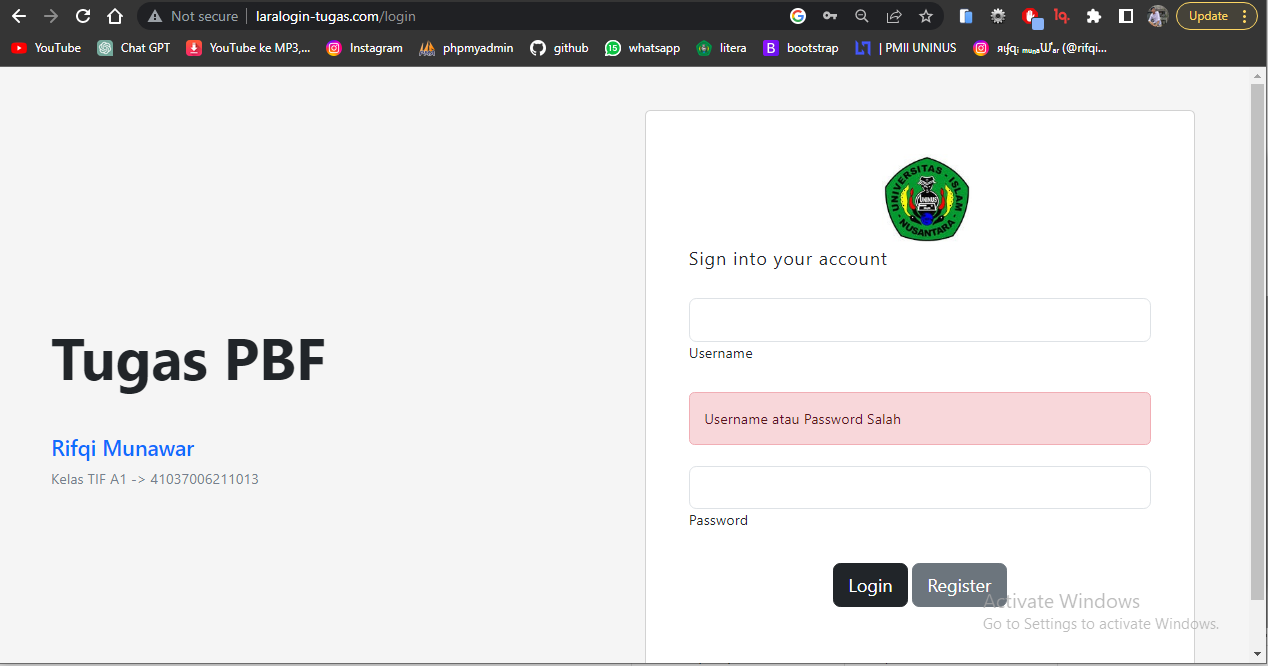 Not secure laralogin-tugas.com/login
Update
YouTube Chat GPT YouTube ke MP3,... Instagram phpmyadmin github 15 whatsapp litera B bootstrap | PMII UNINUS (@rifqi...
UNIVERSITAS - ISLAM - NUSANTARA
UNINUS
Sign into your account
Username
Tugas PBF
Username atau Password Salah
Rifqi Munawar
Kelas TIF A1 -> 41037006211013
Password
Login Register
Activate Windows
Go to Settings to activate Windows.